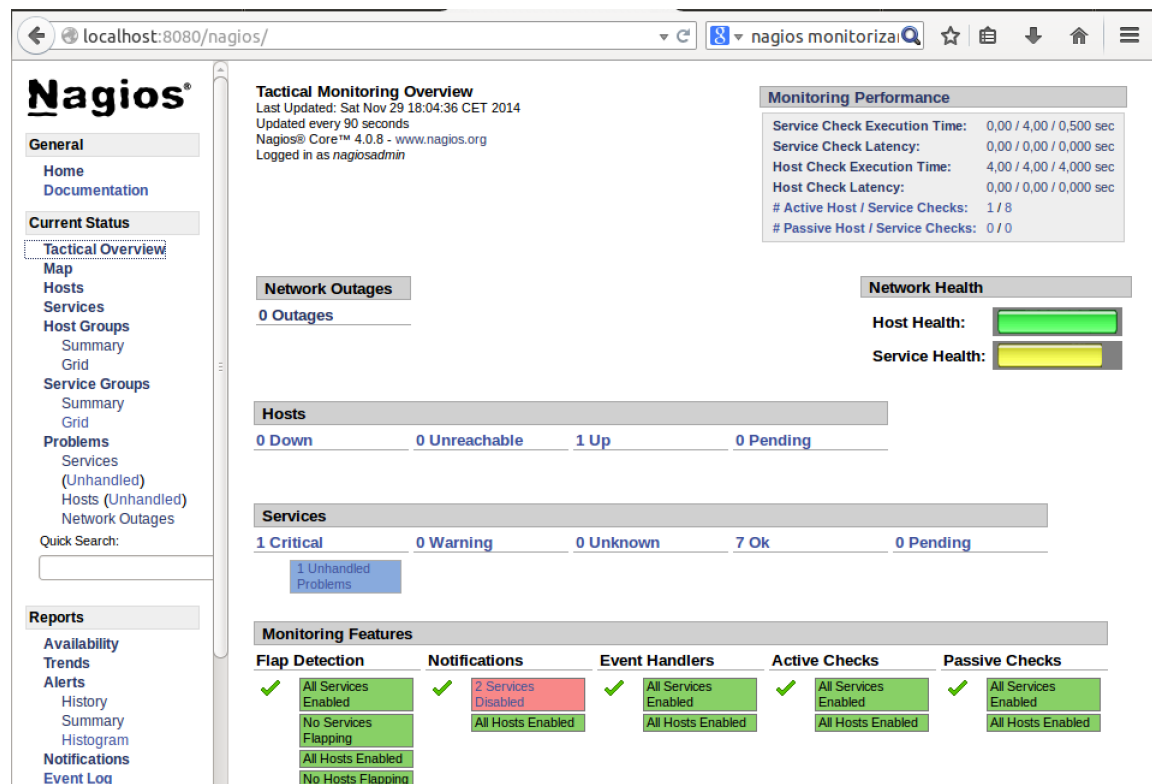 localhost:8080/nagios/
nagios monitoriza
Nagios®
General
Home
Documentation
Current Status
Tactical Overview
Map
Hosts
Services
Host Groups
Summary
Grid
Service Groups
Summary
Grid
Problems
Services
(Unhandled)
Hosts (Unhandled)
Network Outages
Quick Search:
Reports
Availability
Trends
Alerts
History
Summary
Histogram
Notifications
Event Log
Tactical Monitoring Overview
Last Updated: Sat Nov 29 18:04:36 CET 2014
Updated every 90 seconds
Nagios® Core™ 4.0.8 - www.nagios.org
Logged in as nagiosadmin
Monitoring Performance
Service Check Execution Time: 0,00 / 4,00 / 0,500 sec
Service Check Latency: 0,00 / 0,00 / 0,000 sec
Host Check Execution Time: 4,00 / 4,00 / 4,000 sec
Host Check Latency: 0,00 / 0,00 / 0,000 sec
# Active Host / Service Checks: 1 / 8
# Passive Host / Service Checks: 0 / 0
Network Outages
0 Outages
Network Health
Host Health:
Service Health:
Hosts
0 Down 0 Unreachable 1 Up 0 Pending
Services
1 Critical 0 Warning 0 Unknown 7 Ok 0 Pending
1 Unhandled
Problems
Monitoring Features
Flap Detection Notifications Event Handlers Active Checks Passive Checks
All Services
Enabled
No Services
Flapping
All Hosts Enabled
No Hosts Flapping
2 Services
Disabled
All Hosts Enabled
All Services
Enabled
All Hosts Enabled
All Services
Enabled
All Hosts Enabled
All Services
Enabled
All Hosts Enabled